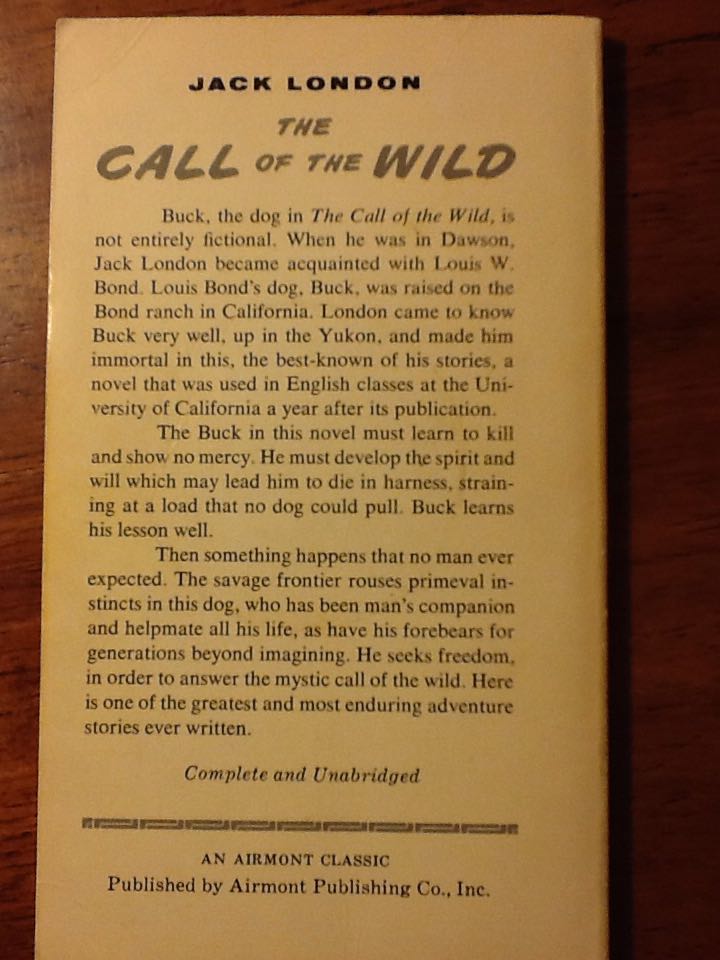 JACK LONDON
THE
CALL OF THE WILD
Buck, the dog in The Call of the Wild, is
not entirely fictional. When he was in Dawson,
Jack London became acquainted with Louis W.
Bond. Louis Bond's dog, Buck, was raised on the
Bond ranch in California. London came to know
Buck very well, up in the Yukon, and made him
immortal in this, the best-known of his stories, a
novel that was used in English classes at the Uni-
versity of California a year after its publication.
The Buck in this novel must learn to kill
and show no mercy. He must develop the spirit and
will which may lead him to die in harness, strain-
ing at a load that no dog could pull. Buck learns
his lesson well.
Then something happens that no man ever
expected. The savage frontier rouses primeval in-
stincts in this dog, who has been man's companion
and helpmate all his life, as have his forebears for
generations beyond imagining. He seeks freedom,
in order to answer the mystic call of the wild. Here
is one of the greatest and most enduring adventure
stories ever written.
Complete and Unabridged
AN AIRMONT CLASSIC
Published by Airmont Publishing Co., Inc.